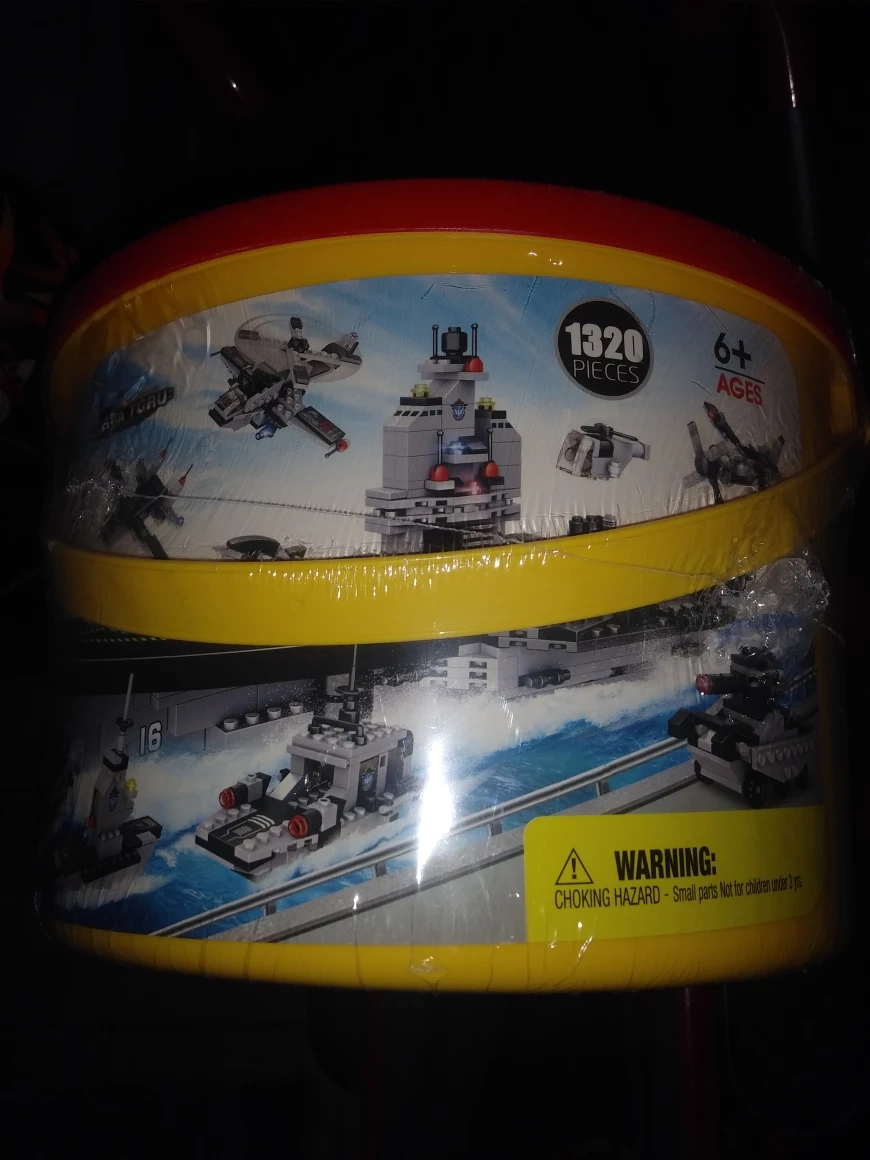 1320
PIECES
6+
AGES
16
WARNING:
CHOKING HAZARD - Small parts Not for children under 3 yrs.